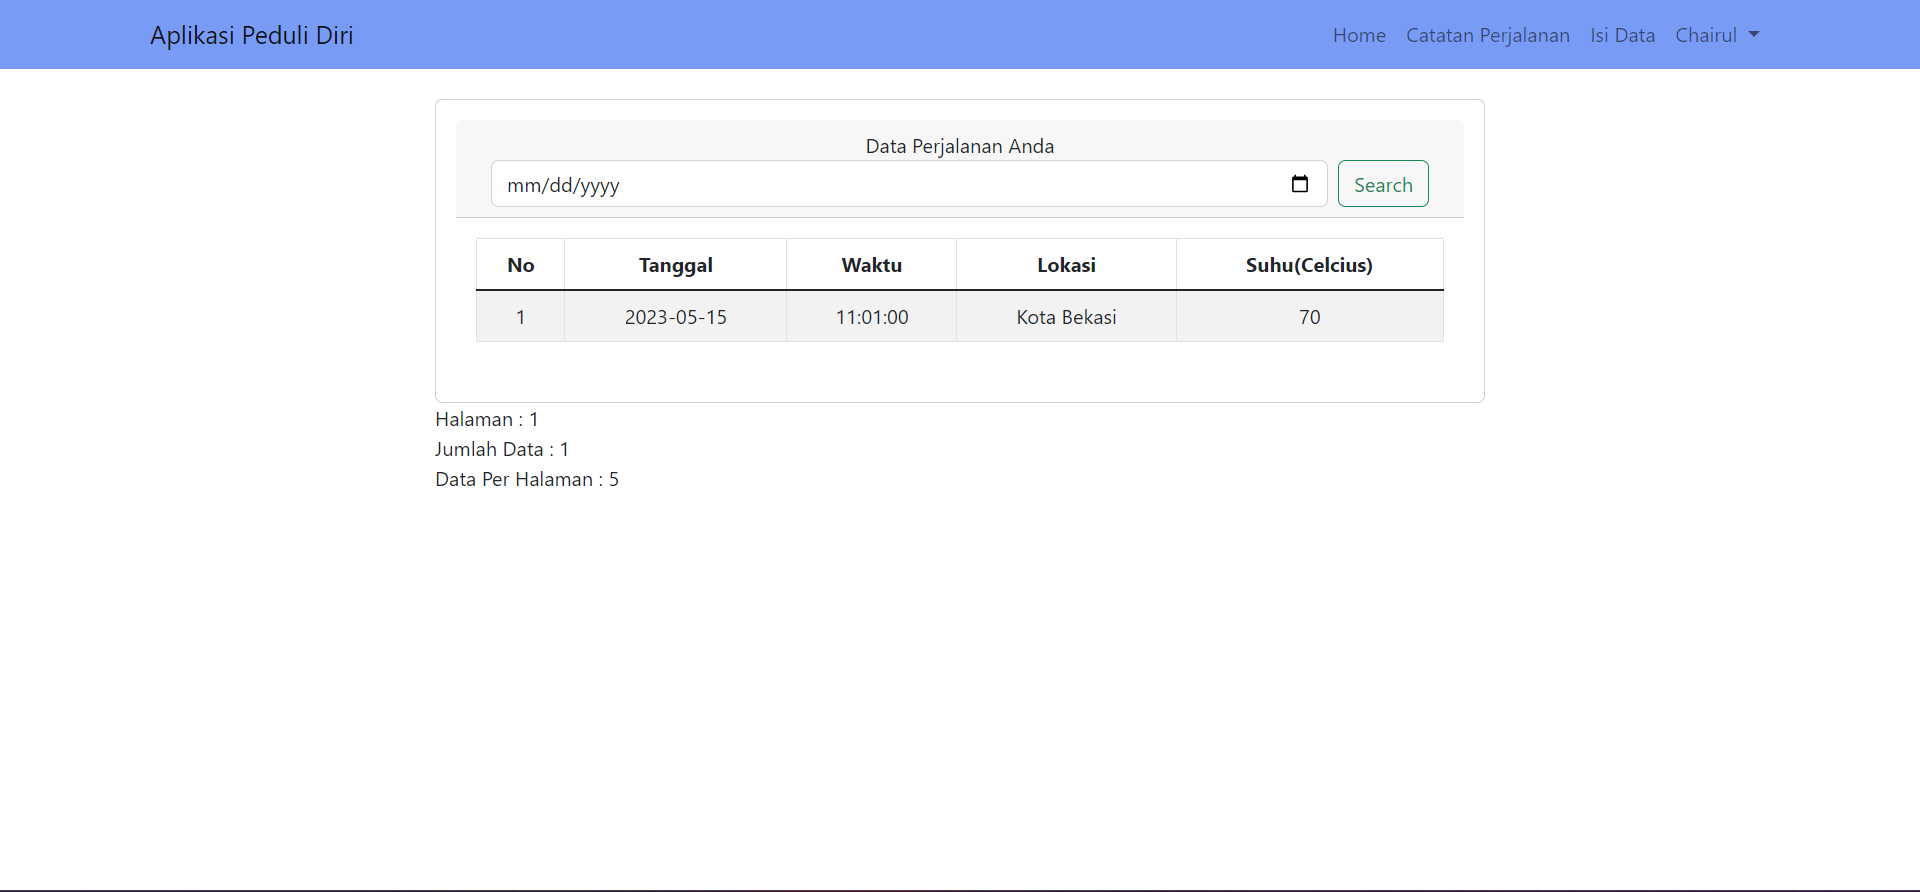 Aplikasi Peduli Diri Home Catatan Perjalanan Isi Data Chairul
Data Perjalanan Anda
mm/dd/yyyy Search
No Tanggal Waktu Lokasi Suhu(Celcius)
1 2023-05-15 11:01:00 Kota Bekasi 70
Halaman : 1
Jumlah Data : 1
Data Per Halaman : 5